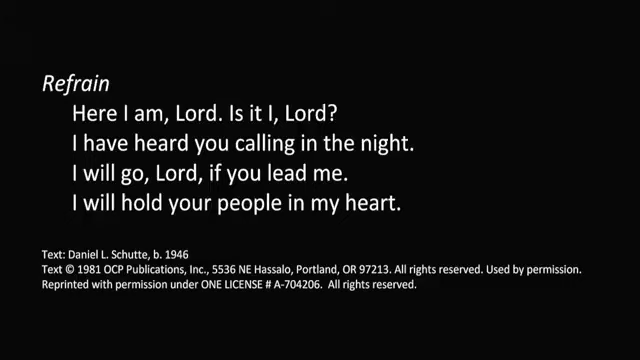 Refrain
Here I am, Lord. Is it I, Lord?
I have heard you calling in the night.
I will go, Lord, if you lead me.
I will hold your people in my heart.
Text: Daniel L. Schutte, b. 1946
Text © 1981 OCP Publications, Inc., 5536 NE Hassalo, Portland, OR 97213. All rights reserved. Used by permission.
Reprinted with permission under ONE LICENSE # A-704206.  All rights reserved.